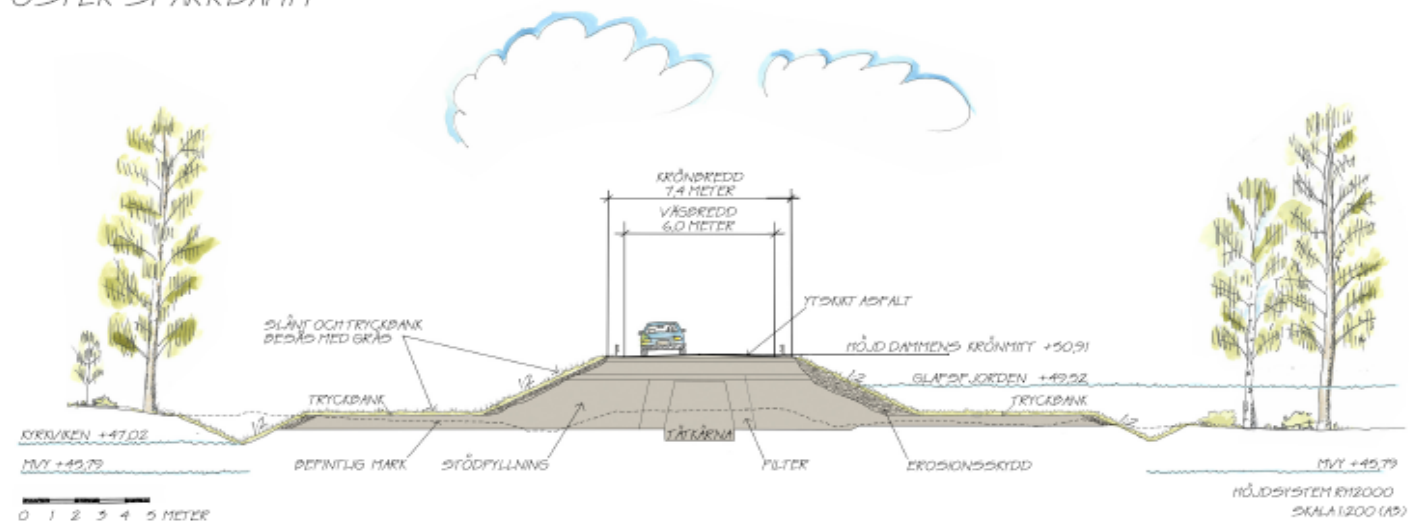 KRÖNBREDD
7,4 METER
VÄGBREDD
6,0 METER
YTSKIKT ASFALT
SLÄNT OCH TRYCKBANK
BESÅS MED GRÄS
HÖJD DAMMENS KRÖNMITT +50,91
1:2
1:2
GLAFSFJORDEN +49,52
TRYCKBANK
TRYCKBANK
1:2
1:2
KYRKVIKEN +47,02
TÄTKÄRNA
BEFINTLIG MARK
STÖDFYLLNING
FILTER
EROSIONSSKYDD
MVY +45,79
MVY +45,79
HÖJDSYSTEM RH2000
SKALA 1:200 (A3)
0 1 2 3 4 5 METER